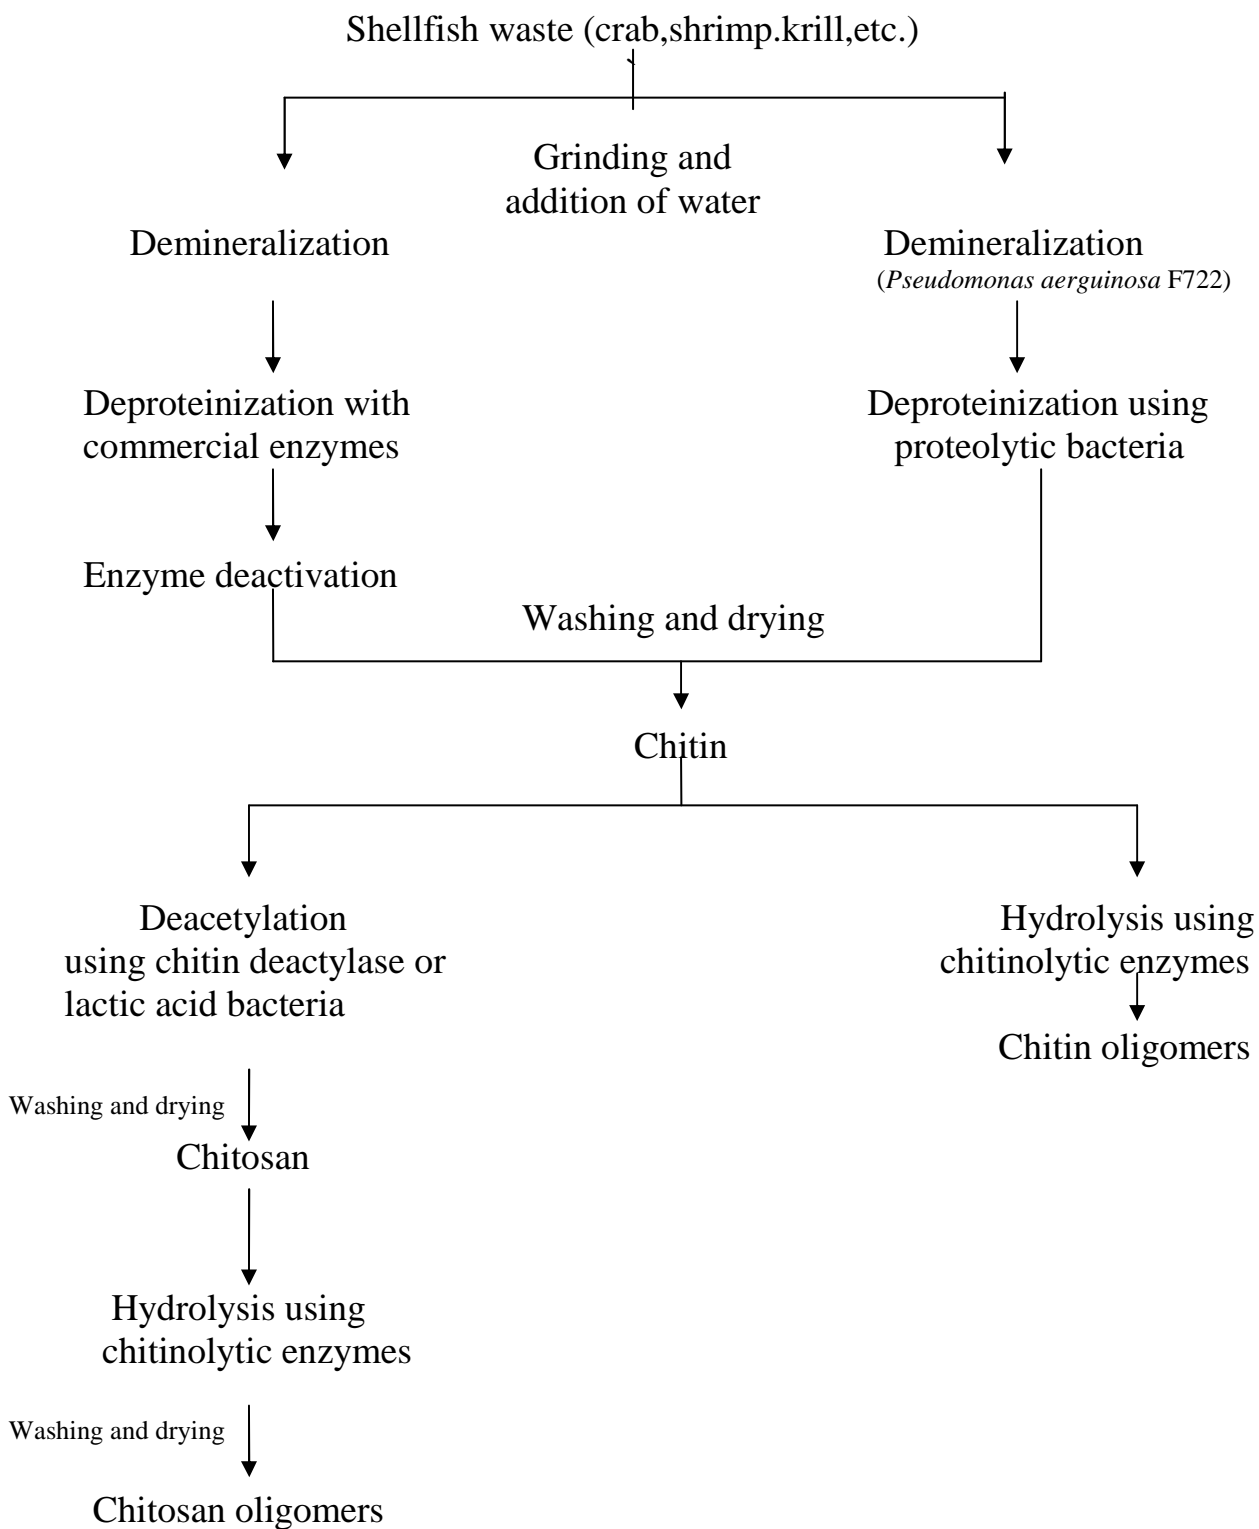 Shellfish waste (crab,shrimp.krill,etc.)
Grinding and
addition of water
Demineralization
Demineralization
(Pseudomonas aerguinosa F722)
Deproteinization with
commercial enzymes
Deproteinization using
proteolytic bacteria
Enzyme deactivation
Washing and drying
Chitin
Deacetylation
using chitin deactylase or
lactic acid bacteria
Hydrolysis using
chitinolytic enzymes
Chitin oligomers
Washing and drying
Chitosan
Hydrolysis using
chitinolytic enzymes
Washing and drying
Chitosan oligomers